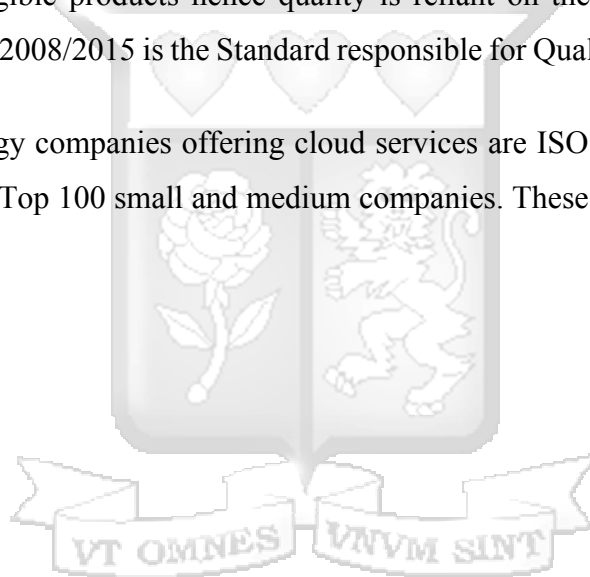 gible products hence quality is reliant on the
2008/2015 is the Standard responsible for Qual
gy companies offering cloud services are ISO
Top 100 small and medium companies. These
VT OMNES VNVM SINT